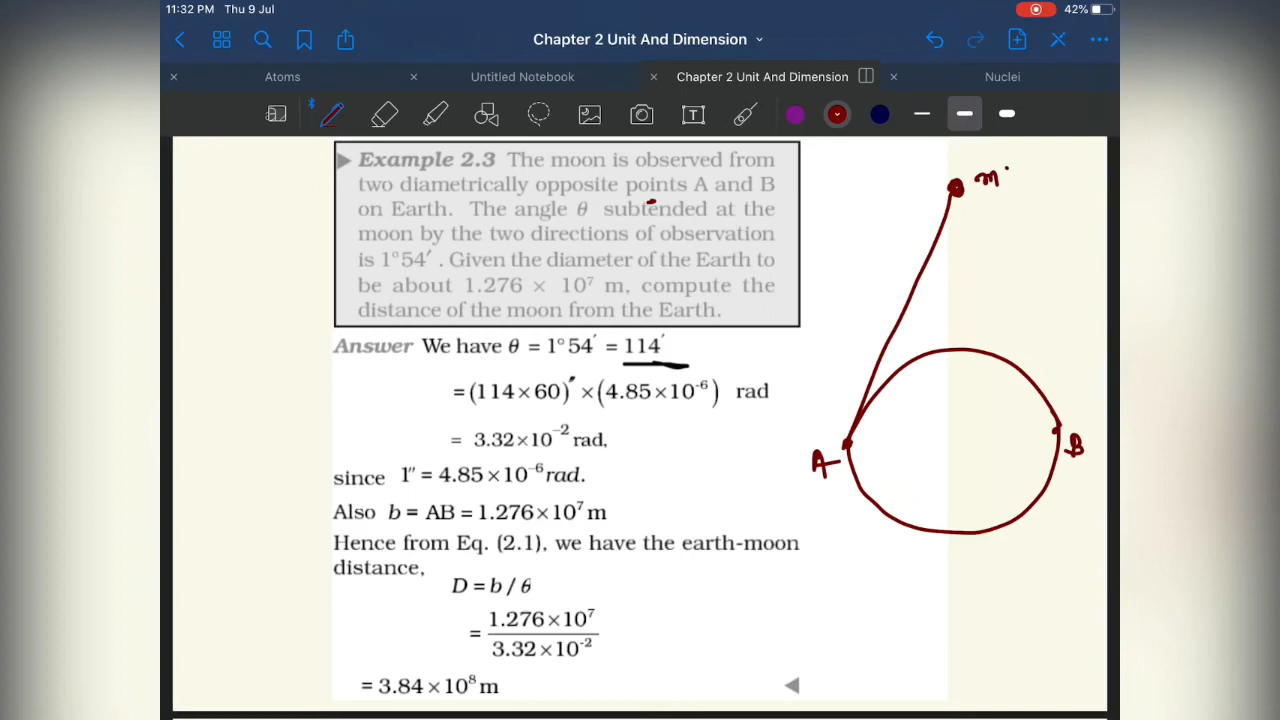 11:32 PM Thu 9 Jul
42%
Chapter 2 Unit And Dimension
Atoms
Untitled Notebook
Chapter 2 Unit And Dimension
Nuclei
Example 2.3 The moon is observed from
two diametrically opposite points A and B
on Earth. The angle θ subtended at the
moon by the two directions of observation
is 1°54′. Given the diameter of the Earth to
be about 1.276 × 10⁷ m, compute the
distance of the moon from the Earth.
Answer We have θ = 1° 54′ = 114′
= (114×60)″ × (4.85×10⁻⁶) rad
= 3.32×10⁻² rad,
since 1″ = 4.85×10⁻⁶ rad.
Also b = AB = 1.276×10⁷ m
Hence from Eq. (2.1), we have the earth-moon
distance,
D = b / θ
= 1.276×10⁷
3.32×10⁻²
= 3.84×10⁸ m
m
A
B